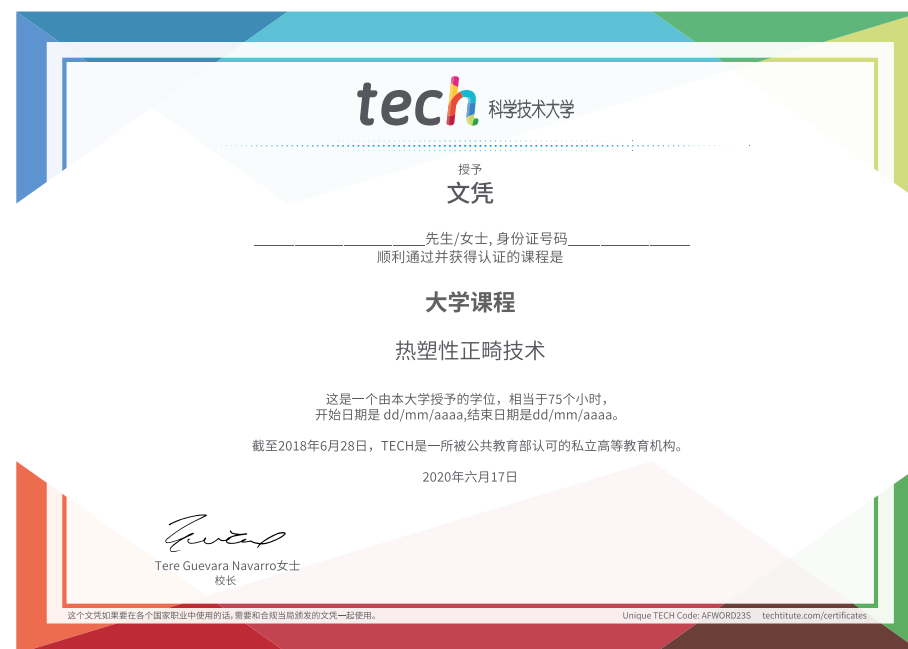 tech 科学技术大学
授予
文凭
先生/女士, 身份证号码
顺利通过并获得认证的课程是
大学课程
热塑性正畸技术
这是一个由本大学授予的学位，相当于75个小时，
开始日期是 dd/mm/aaaa,结束日期是dd/mm/aaaa。
截至2018年6月28日，TECH是一所被公共教育部认可的私立高等教育机构。
2020年六月17日
Tere Guevara Navarro女士
校长
这个文凭如果要在各个国家职业中使用的话,需要和合规当局颁发的文凭一起使用。
Unique TECH Code: AFWORD23S techtitute.com/certificates